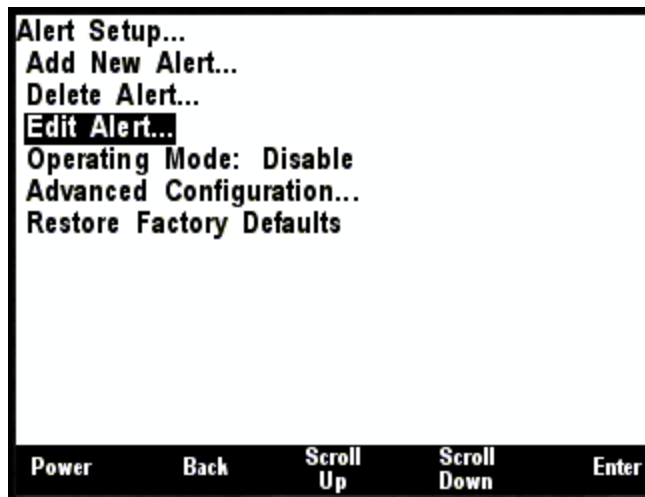 Alert Setup...
Add New Alert...
Delete Alert...
Edit Alert...
Operating Mode: Disable
Advanced Configuration...
Restore Factory Defaults
Power Back Scroll Up Scroll Down Enter